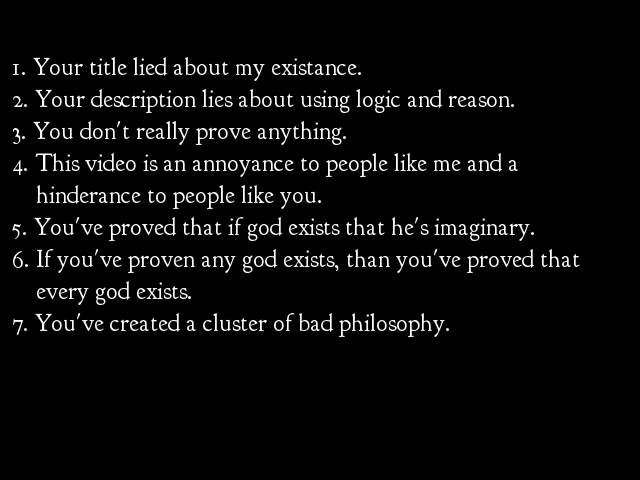 1. Your title lied about my existance.
2. Your description lies about using logic and reason.
3. You don't really prove anything.
4. This video is an annoyance to people like me and a
hinderance to people like you.
5. You've proved that if god exists that he's imaginary.
6. If you've proven any god exists, than you've proved that
every god exists.
7. You've created a cluster of bad philosophy.